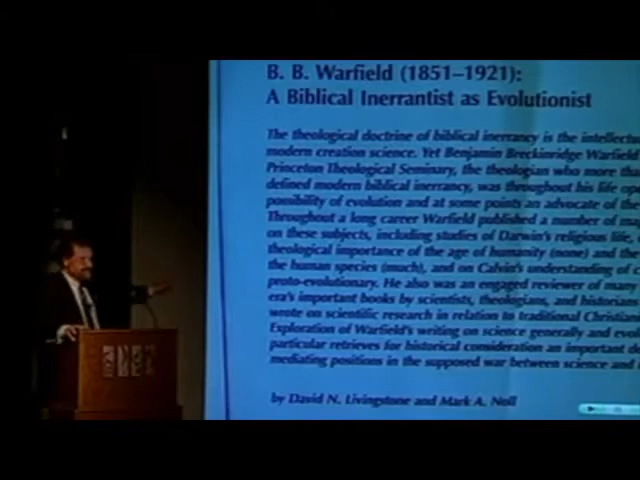 B. B. Warfield (1851–1921):
A Biblical Inerrantist as Evolutionist
The theological doctrine of biblical inerrancy is the intellectu
modern creation science. Yet Benjamin Breckinridge Warfield
Princeton Theological Seminary, the theologian who more tha
defined modern biblical inerrancy, was throughout his life op
possibility of evolution and at some points an advocate of the
Throughout a long career Warfield published a number of ma
on these subjects, including studies of Darwin's religious life,
theological importance of the age of humanity (none) and the
the human species (much), and on Calvin's understanding of
proto-evolutionary. He also was an engaged reviewer of many
era's important books by scientists, theologians, and historian
wrote on scientific research in relation to traditional Christian
Exploration of Warfield's writing on science generally and evol
particular retrieves for historical consideration an important de
mediating positions in the supposed war between science and
by David N. Livingstone and Mark A. Noll